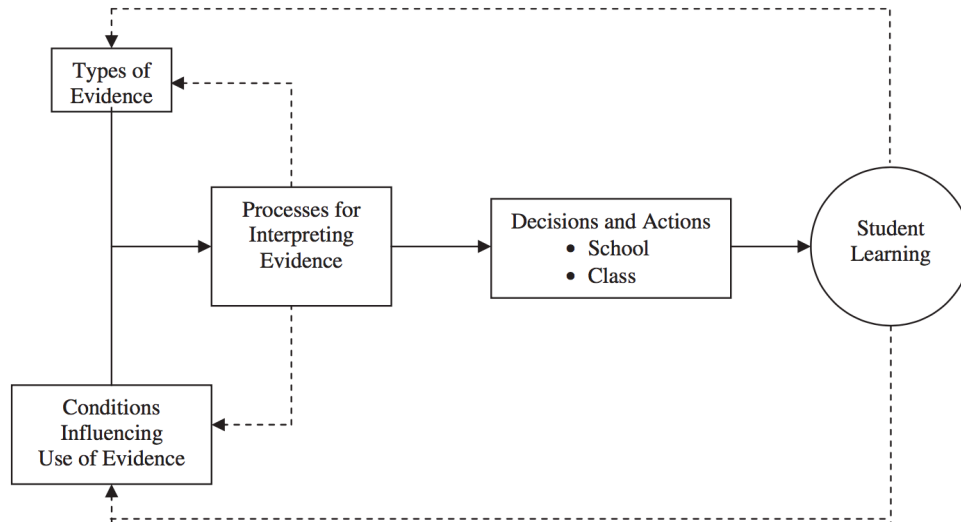 Types of
Evidence
Processes for
Interpreting
Evidence
Decisions and Actions
• School
• Class
Student
Learning
Conditions
Influencing
Use of Evidence